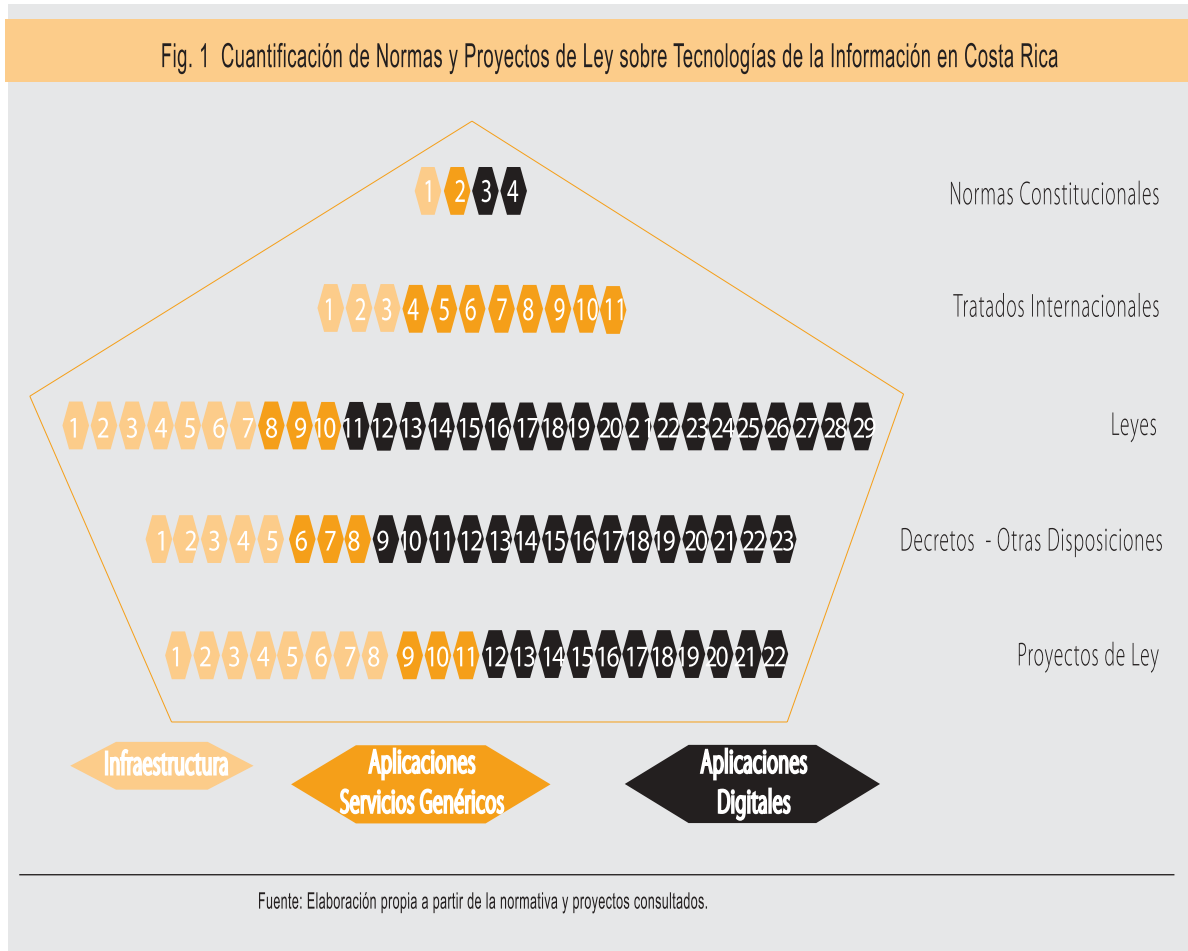 Fig. 1 Cuantificación de Normas y Proyectos de Ley sobre Tecnologías de la Información en Costa Rica
1 2 3 4 Normas Constitucionales
1 2 3 4 5 6 7 8 9 10 11 Tratados Internacionales
1 2 3 4 5 6 7 8 9 10 11 12 13 14 15 16 17 18 19 20 21 22 23 24 25 26 27 28 29 Leyes
1 2 3 4 5 6 7 8 9 10 11 12 13 14 15 16 17 18 19 20 21 22 23 Decretos - Otras Disposiciones
1 2 3 4 5 6 7 8 9 10 11 12 13 14 15 16 17 18 19 20 21 22 Proyectos de Ley
Infraestructura
Aplicaciones
Servicios Genéricos
Aplicaciones
Digitales
Fuente: Elaboración propia a partir de la normativa y proyectos consultados.